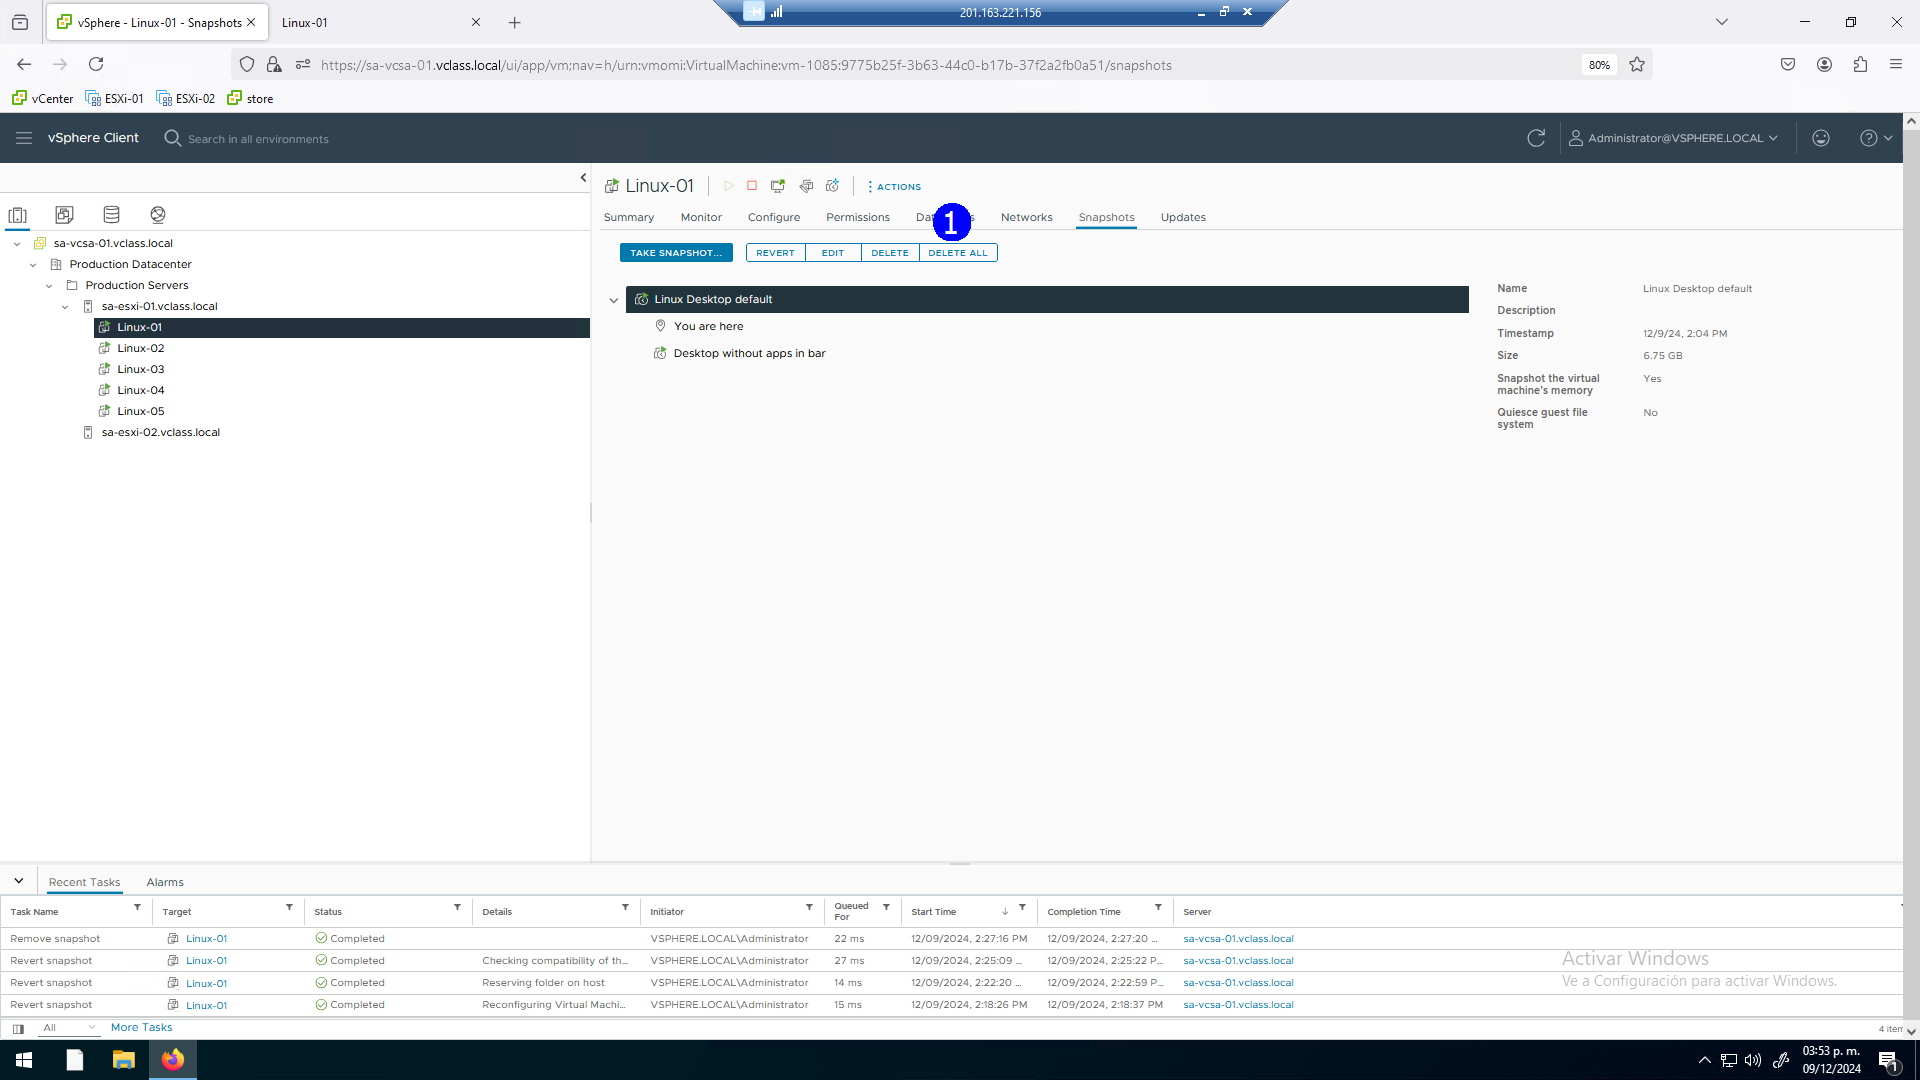 vSphere - Linux-01 - Snapshots
Linux-01
201.163.221.156
https://sa-vcsa-01.vclass.local/ui/app/vm;nav=h/urn:vmomi:VirtualMachine:vm-1085:9775b25f-3b63-44c0-b17b-37f2a2fb0a51/snapshots
80%
vCenter
ESXi-01
ESXi-02
store
vSphere Client
Search in all environments
Administrator@VSPHERE.LOCAL
Linux-01
ACTIONS
Summary
Monitor
Configure
Permissions
1
Networks
Snapshots
Updates
sa-vcsa-01.vclass.local
Production Datacenter
Production Servers
sa-esxi-01.vclass.local
Linux-01
Linux-02
Linux-03
Linux-04
Linux-05
sa-esxi-02.vclass.local
TAKE SNAPSHOT...
REVERT
EDIT
DELETE
DELETE ALL
Linux Desktop default
You are here
Desktop without apps in bar
Name Linux Desktop default
Description
Timestamp 12/9/24, 2:04 PM
Size 6.75 GB
Snapshot the virtual Yes
machine's memory
Quiesce guest file No
system
Recent Tasks
Alarms
Task Name Target Status Details Initiator Queued For Start Time Completion Time Server
Remove snapshot Linux-01 Completed VSPHERE.LOCAL\Administrator 22 ms 12/09/2024, 2:27:16 PM 12/09/2024, 2:27:20 ... sa-vcsa-01.vclass.local
Revert snapshot Linux-01 Completed Checking compatibility of th... VSPHERE.LOCAL\Administrator 27 ms 12/09/2024, 2:25:09 ... 12/09/2024, 2:25:22 P... sa-vcsa-01.vclass.local
Revert snapshot Linux-01 Completed Reserving folder on host VSPHERE.LOCAL\Administrator 14 ms 12/09/2024, 2:22:20 ... 12/09/2024, 2:22:59 P... sa-vcsa-01.vclass.local
Revert snapshot Linux-01 Completed Reconfiguring Virtual Machi... VSPHERE.LOCAL\Administrator 15 ms 12/09/2024, 2:18:26 PM 12/09/2024, 2:18:37 PM sa-vcsa-01.vclass.local
Activar Windows
Ve a Configuración para activar Windows.
All
More Tasks
4 item
03:53 p. m.
09/12/2024
1